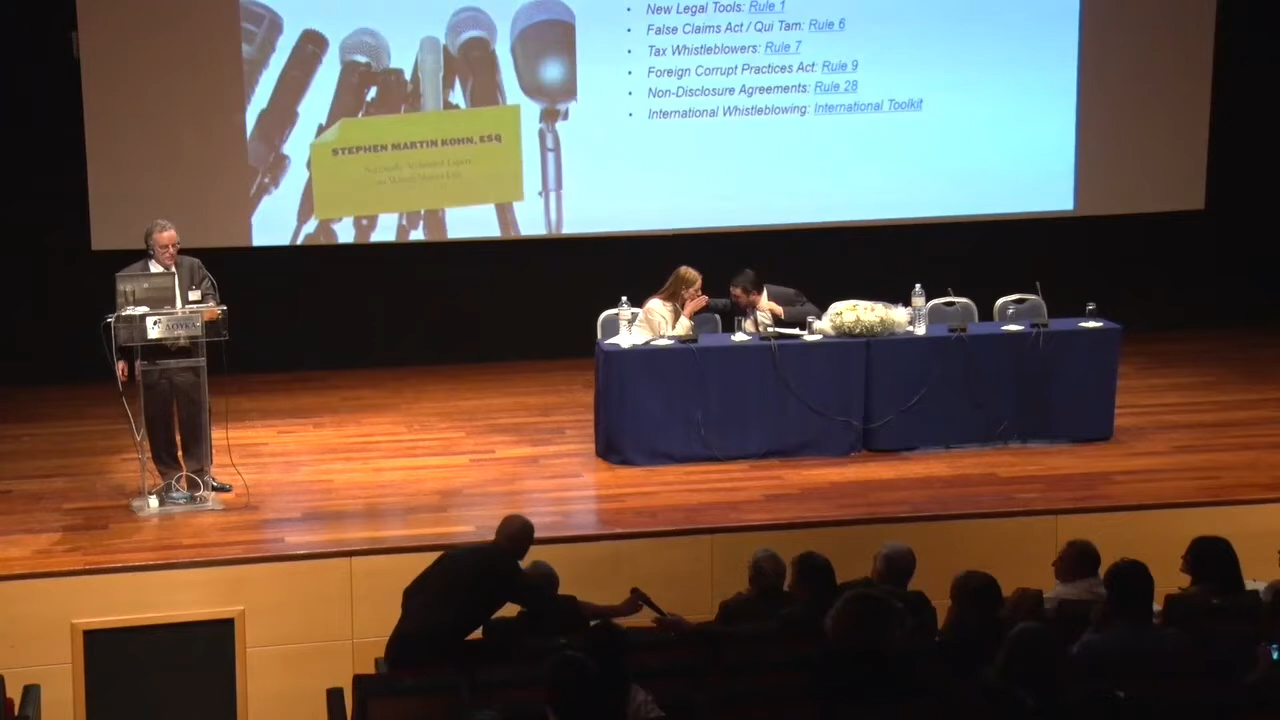 New Legal Tools: Rule 1
False Claims Act / Qui Tam: Rule 6
Tax Whistleblowers: Rule 7
Foreign Corrupt Practices Act: Rule 9
Non-Disclosure Agreements: Rule 28
International Whistleblowing: International Toolkit
STEPHEN MARTIN KOHN, ESQ
ΔΟΥΚΑ